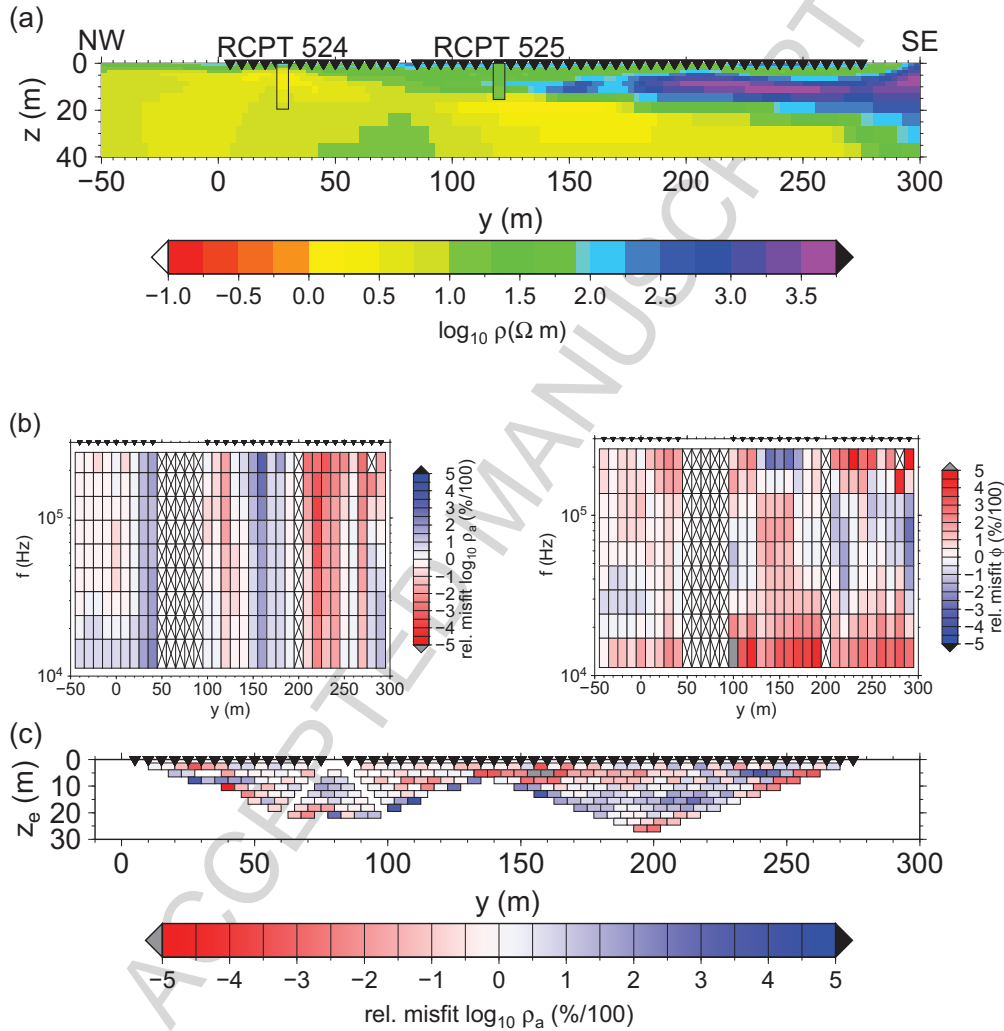 (a)
NW RCPT 524 RCPT 525 SE
0
20
40
z (m)
−50 0 50 100 150 200 250 300
y (m)
−1.0 −0.5 0.0 0.5 1.0 1.5 2.0 2.5 3.0 3.5
log10 ρ(Ω m)
(b)
10^5
10^4
f (Hz)
−50 0 50 100 150 200 250 300
y (m)
5
4
3
2
1
0
−1
−2
−3
−4
−5
rel. misfit log10 ρa (%/100)
10^5
10^4
f (Hz)
−50 0 50 100 150 200 250 300
y (m)
5
4
3
2
1
0
−1
−2
−3
−4
−5
rel. misfit ϕ (%/100)
(c)
0
10
20
30
ze (m)
0 50 100 150 200 250 300
y (m)
−5 −4 −3 −2 −1 0 1 2 3 4 5
rel. misfit log10 ρa (%/100)
ACCEPTED MANUSCRIPT